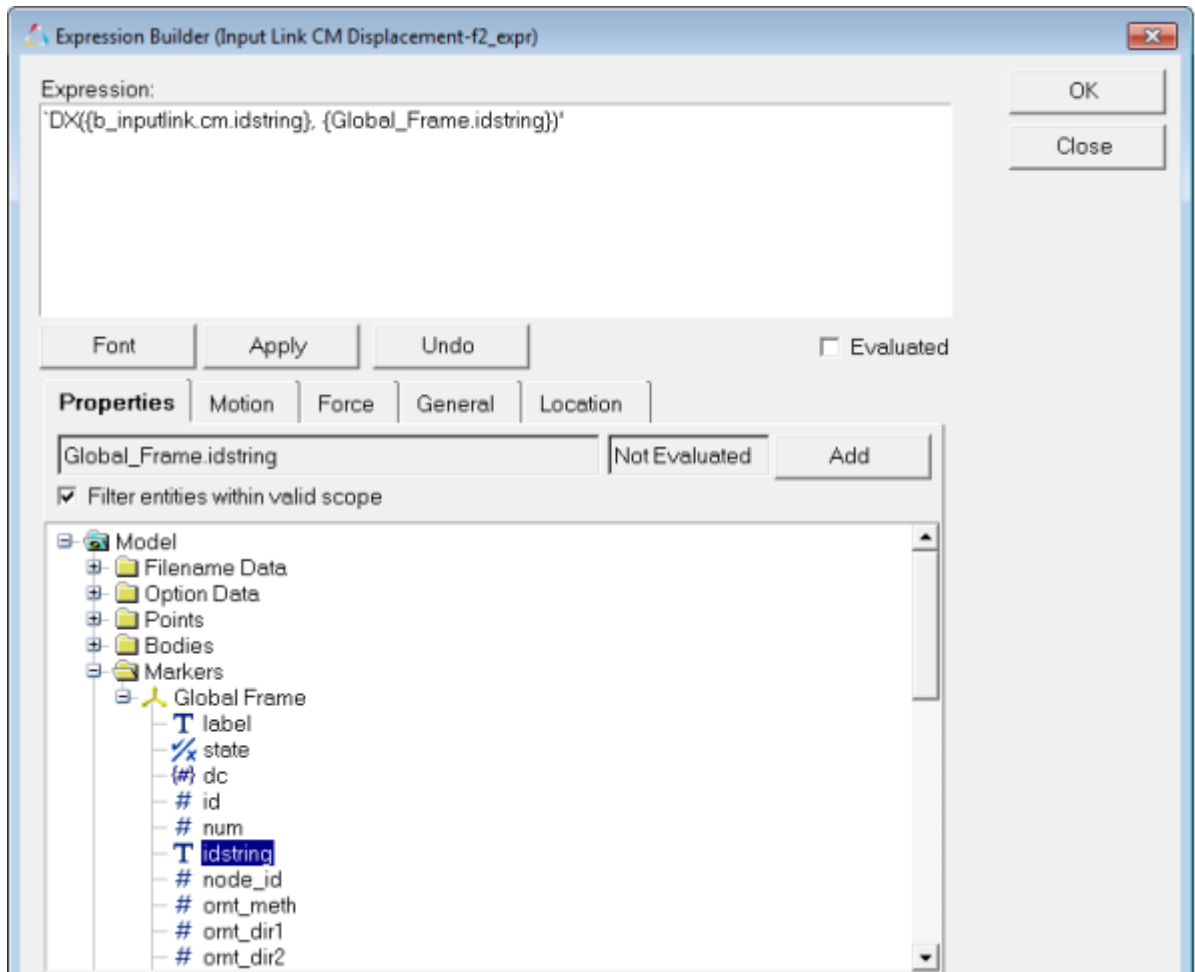 Expression Builder (Input Link CM Displacement-f2_expr)
Expression:
OK
`DX({b_inputlink.cm.idstring}, {Global_Frame.idstring})'
Close
Font Apply Undo Evaluated
Properties Motion Force General Location
Global_Frame.idstring Not Evaluated Add
Filter entities within valid scope
Model
Filename Data
Option Data
Points
Bodies
Markers
Global Frame
T label
state
{#} dc
# id
# num
T idstring
# node_id
# ornt_meth
# ornt_dir1
# ornt_dir2